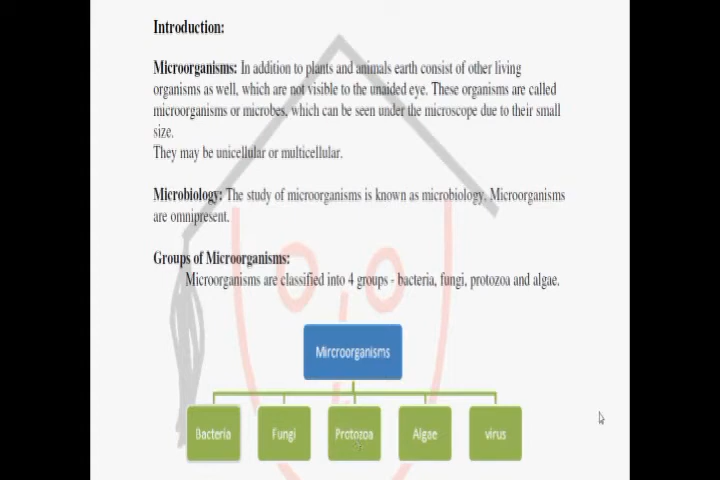 Introduction:
Microorganisms: In addition to plants and animals earth consist of other living
organisms as well, which are not visible to the unaided eye. These organisms are called
microorganisms or microbes, which can be seen under the microscope due to their small
size.
They may be unicellular or multicellular.
Microbiology: The study of microorganisms is known as microbiology. Microorganisms
are omnipresent.
Groups of Microorganisms:
Microorganisms are classified into 4 groups - bacteria, fungi, protozoa and algae.
Mircroorganisms
Bacteria
Fungi
Protozoa
Algae
virus